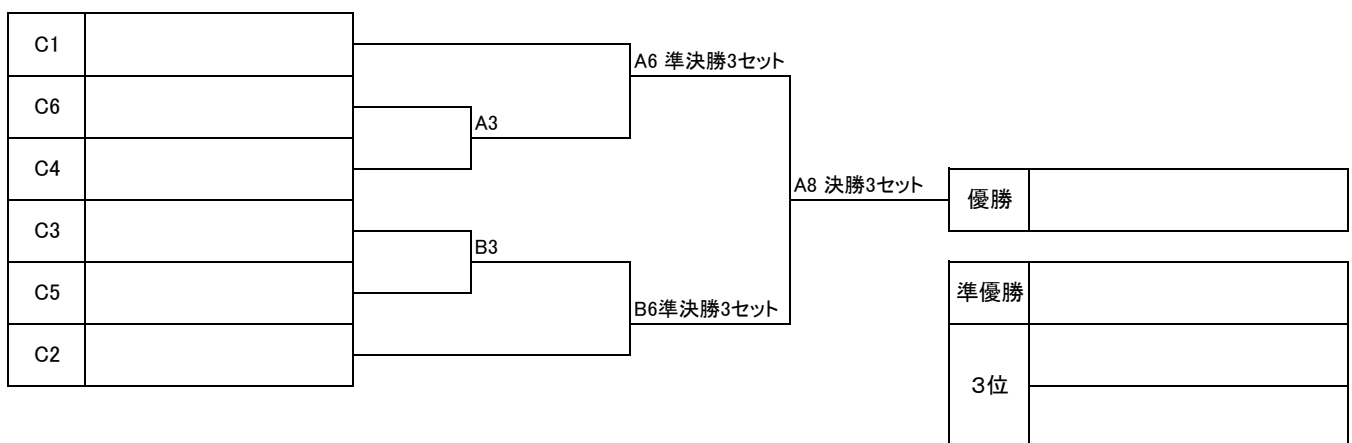 C1
A6 準決勝3セット
C6
A3
C4
A8 決勝3セット
優勝
C3
B3
C5
準優勝
B6準決勝3セット
C2
３位